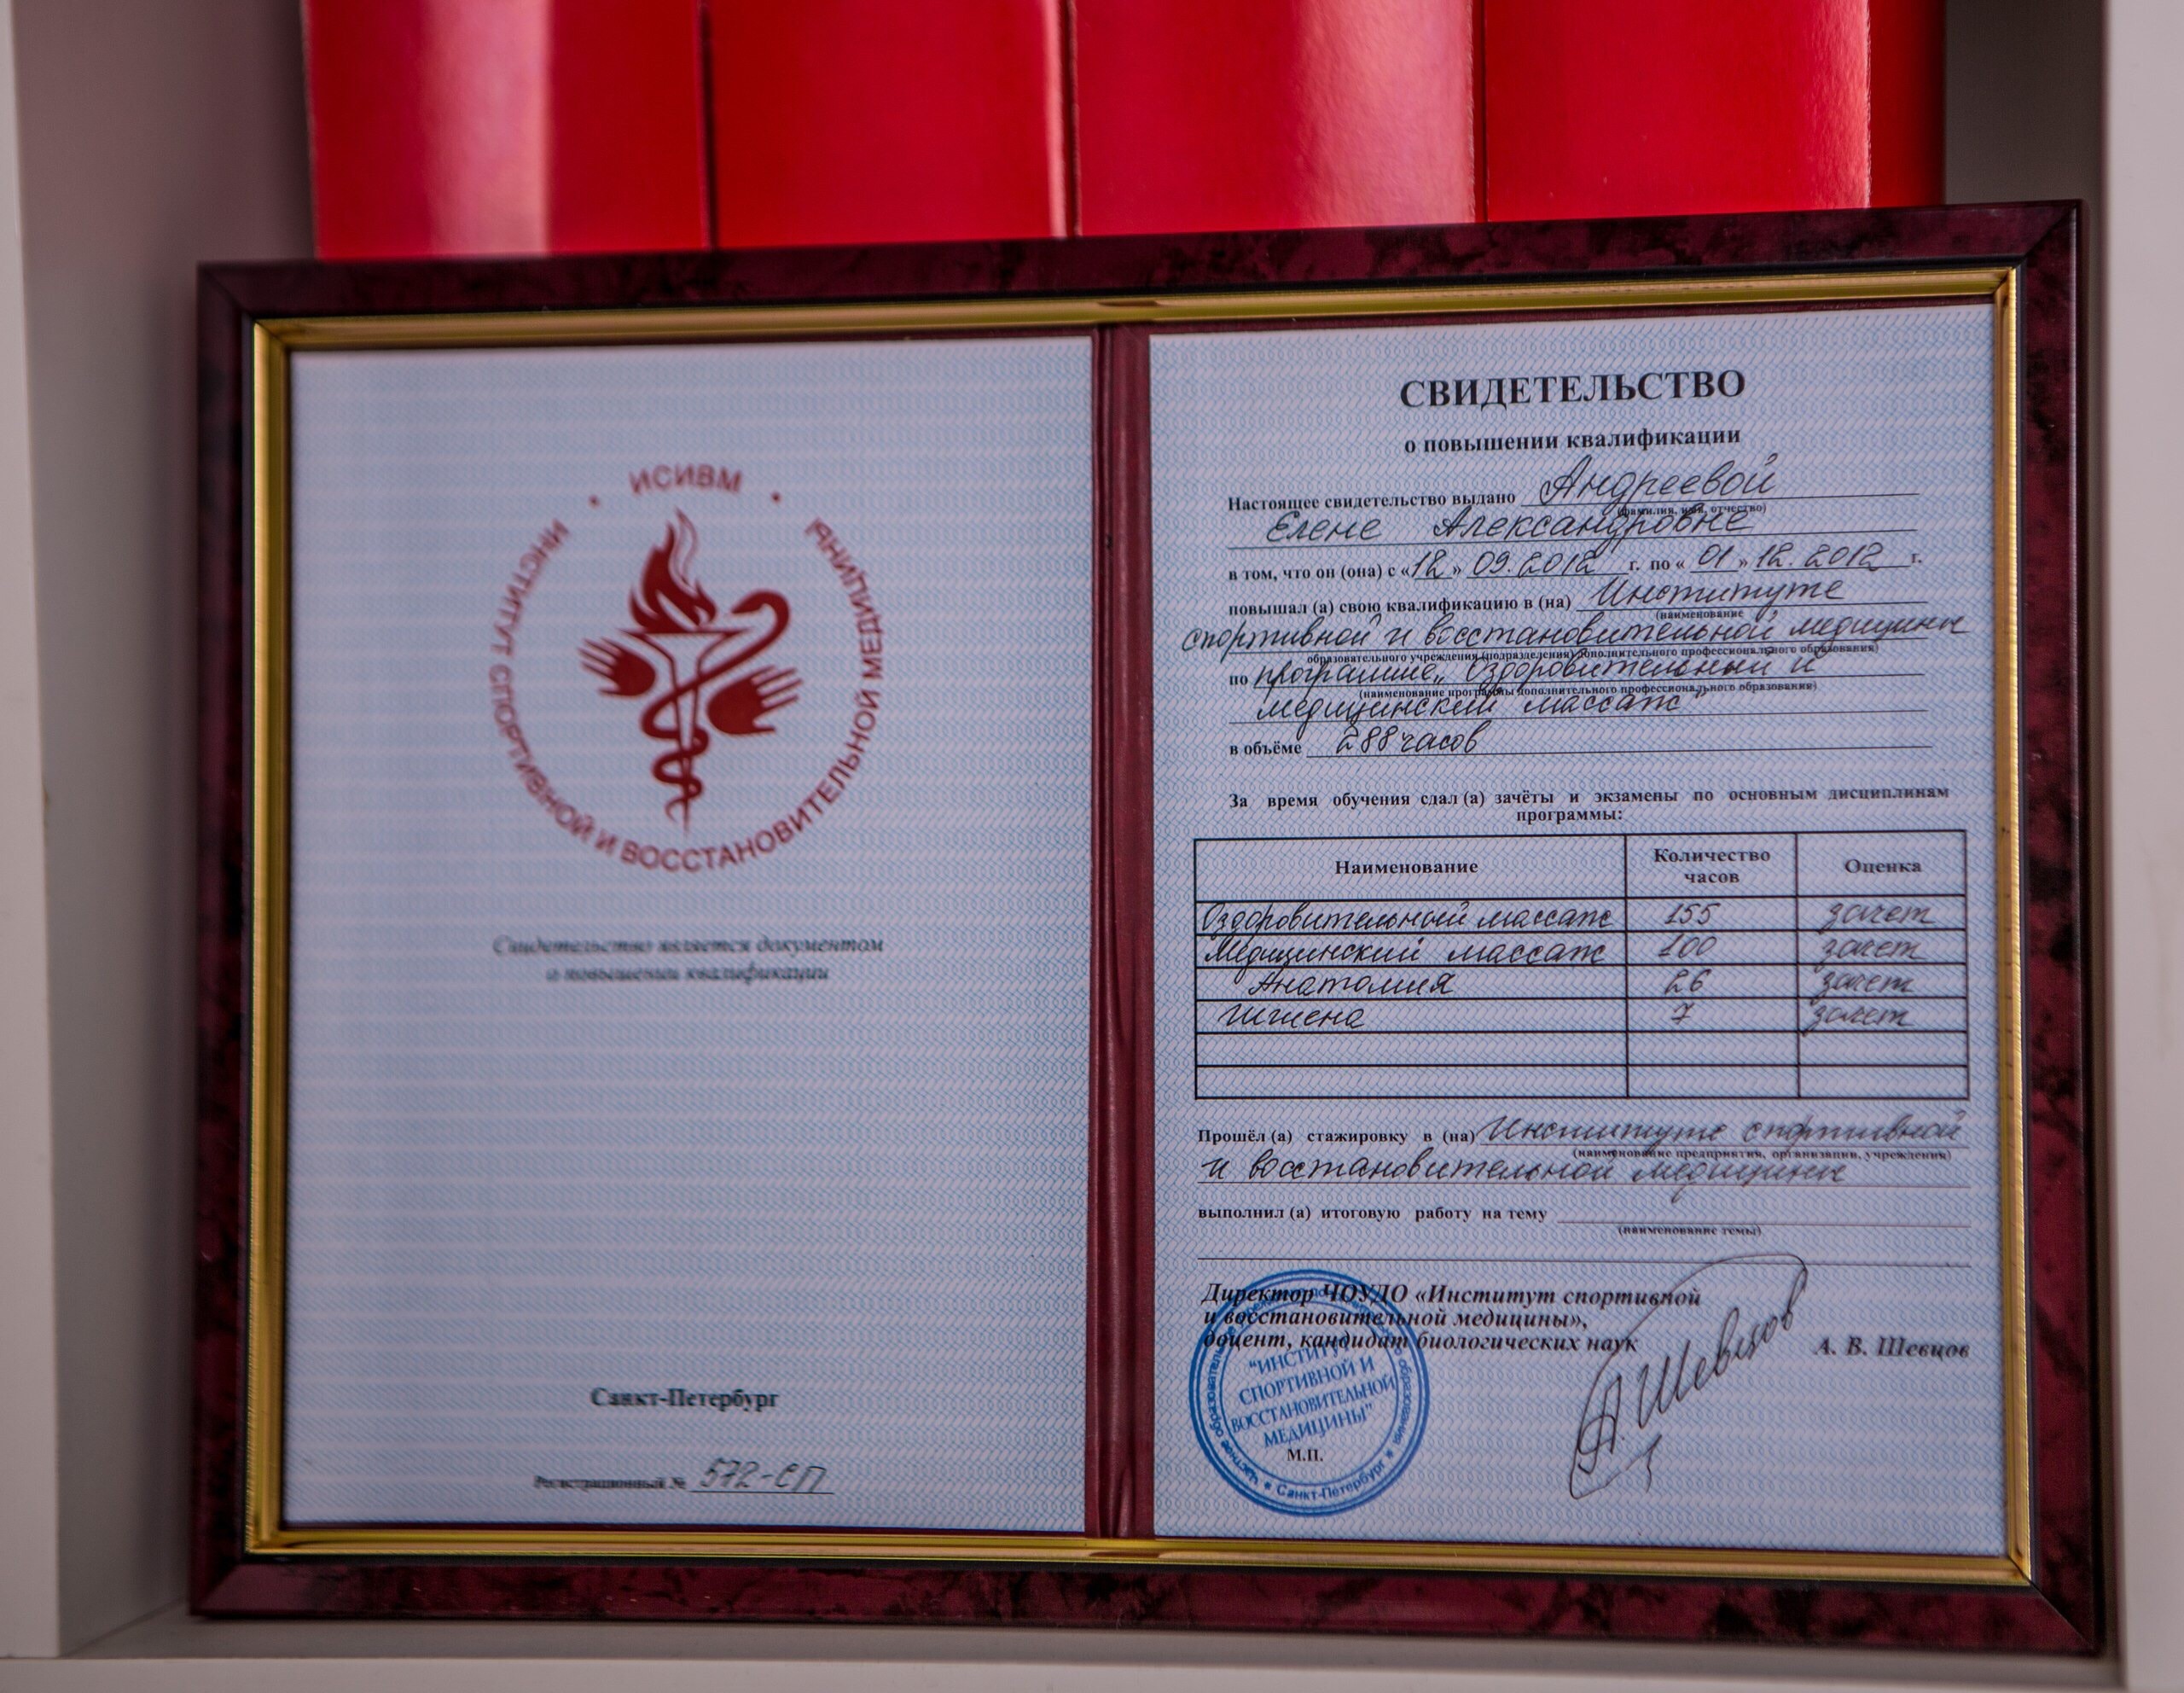 ИСИВМ
ИНСТИТУТ СПОРТИВНОЙ И ВОССТАНОВИТЕЛЬНОЙ МЕДИЦИНЫ
Свидетельство является документом
о повышении квалификации
Санкт-Петербург
Регистрационный № 572-СП
СВИДЕТЕЛЬСТВО
о повышении квалификации
Настоящее свидетельство выдано Андреевой
(фамилия, имя, отчество)
Елене Александровне
в том, что он (она) с «12» 09.2012 г. по «01» 12.2012 г.
повышал (а) свою квалификацию в (на) Институте
(наименование
спортивной и восстановительной медицины
образовательного учреждения (подразделения) дополнительного профессионального образования)
по программе „Оздоровительный и
(наименование программы дополнительного профессионального образования)
медицинский массаж"
в объёме 288 часов
За время обучения сдал (а) зачёты и экзамены по основным дисциплинам
программы:
Наименование Количество часов Оценка
Оздоровительный массаж 155 зачет
Медицинский массаж 100 зачет
Анатомия 26 зачет
Гигиена 7 зачет
Прошёл (а) стажировку в (на) Институте спортивной
(наименование предприятия, организации, учреждения)
и восстановительной медицины
выполнил (а) итоговую работу на тему
(наименование темы)
Директор ЧОУДО «Институт спортивной
и восстановительной медицины»,
доцент, кандидат биологических наук
А. В. Шевцов
А. Шевцов
"ИНСТИТУТ
СПОРТИВНОЙ И
ВОССТАНОВИТЕЛЬНОЙ
МЕДИЦИНЫ"
М.П.
Санкт-Петербург